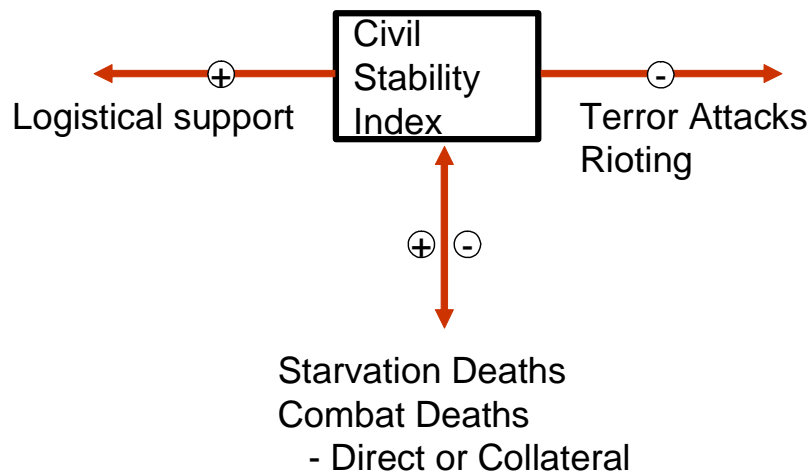 Civil
Stability
Index
+
-
Logistical support
Terror Attacks
Rioting
+ -
Starvation Deaths
Combat Deaths
- Direct or Collateral